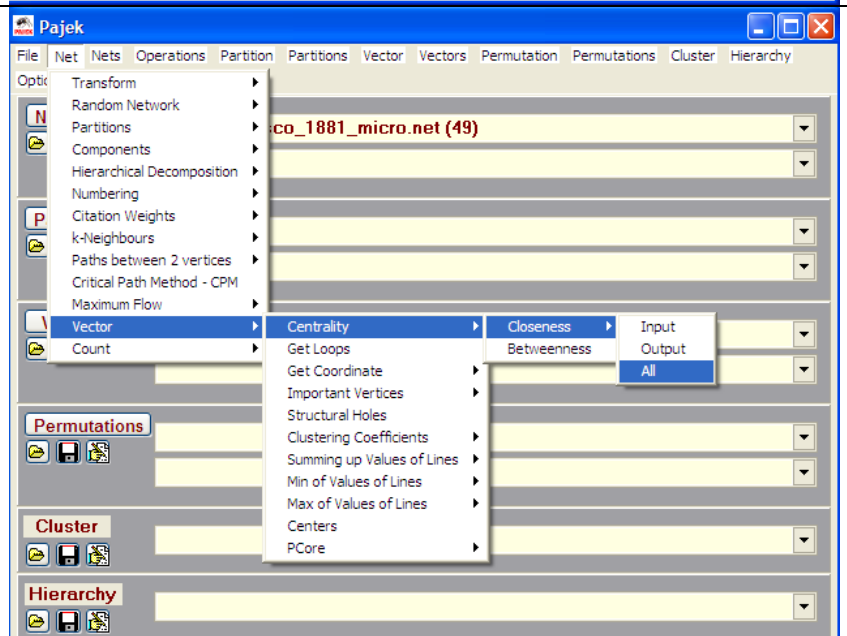 Pajek
File Net Nets Operations Partition Partitions Vector Vectors Permutation Permutations Cluster Hierarchy
Transform
Random Network
Partitions
Components
Hierarchical Decomposition
Numbering
Citation Weights
k-Neighbours
Paths between 2 vertices
Critical Path Method - CPM
Maximum Flow
Vector
Count
sco_1881_micro.net (49)
Centrality
Get Loops
Get Coordinate
Important Vertices
Structural Holes
Clustering Coefficients
Summing up Values of Lines
Min of Values of Lines
Max of Values of Lines
Centers
PCore
Closeness
Betweenness
Input
Output
All
Permutations
Cluster
Hierarchy